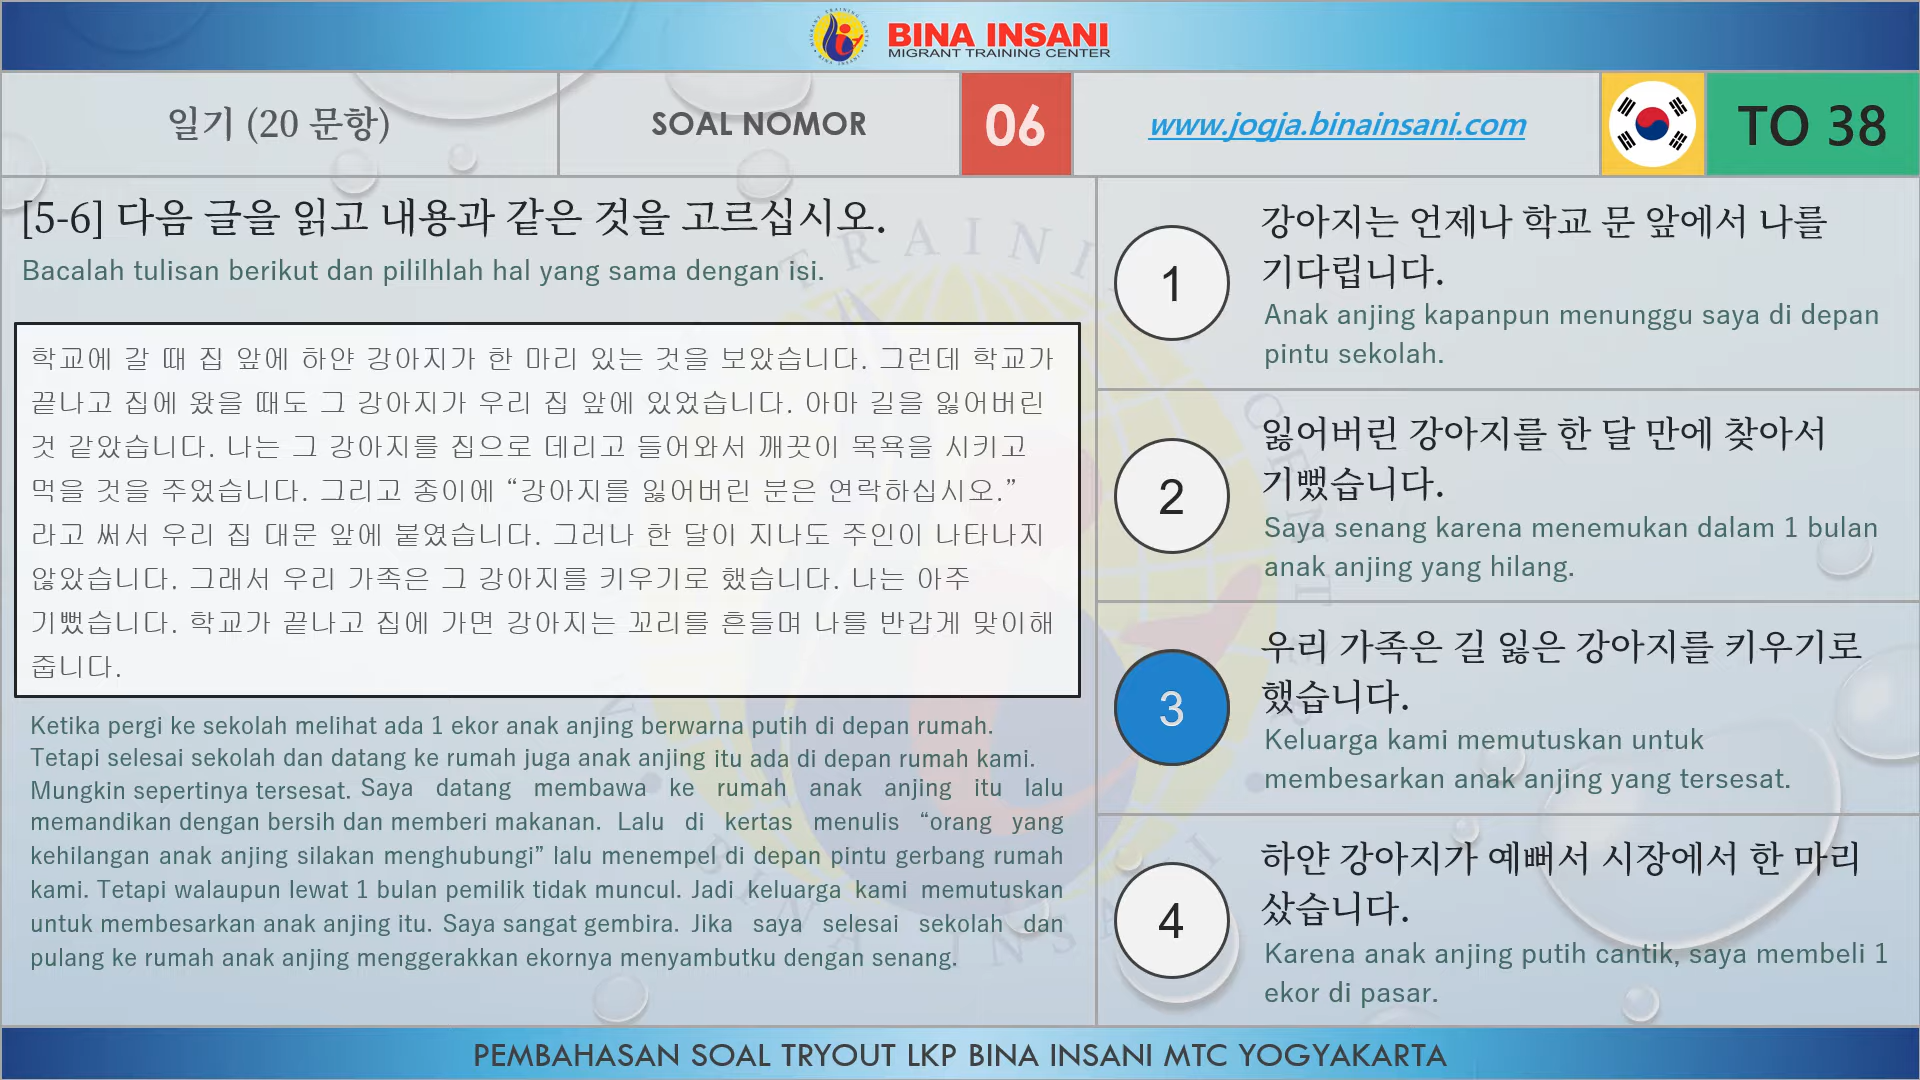 BINA INSANI
MIGRANT TRAINING CENTER
일기 (20 문항)
SOAL NOMOR
06
www.jogja.binainsani.com
TO 38
[5-6] 다음 글을 읽고 내용과 같은 것을 고르십시오.
Bacalah tulisan berikut dan pililhlah hal yang sama dengan isi.
학교에 갈 때 집 앞에 하얀 강아지가 한 마리 있는 것을 보았습니다. 그런데 학교가
끝나고 집에 왔을 때도 그 강아지가 우리 집 앞에 있었습니다. 아마 길을 잃어버린
것 같았습니다. 나는 그 강아지를 집으로 데리고 들어와서 깨끗이 목욕을 시키고
먹을 것을 주었습니다. 그리고 종이에 “강아지를 잃어버린 분은 연락하십시오.”
라고 써서 우리 집 대문 앞에 붙였습니다. 그러나 한 달이 지나도 주인이 나타나지
않았습니다. 그래서 우리 가족은 그 강아지를 키우기로 했습니다. 나는 아주
기뻤습니다. 학교가 끝나고 집에 가면 강아지는 꼬리를 흔들며 나를 반갑게 맞이해
줍니다.
Ketika pergi ke sekolah melihat ada 1 ekor anak anjing berwarna putih di depan rumah.
Tetapi selesai sekolah dan datang ke rumah juga anak anjing itu ada di depan rumah kami.
Mungkin sepertinya tersesat. Saya datang membawa ke rumah anak anjing itu lalu
memandikan dengan bersih dan memberi makanan. Lalu di kertas menulis “orang yang
kehilangan anak anjing silakan menghubungi” lalu menempel di depan pintu gerbang rumah
kami. Tetapi walaupun lewat 1 bulan pemilik tidak muncul. Jadi keluarga kami memutuskan
untuk membesarkan anak anjing itu. Saya sangat gembira. Jika saya selesai sekolah dan
pulang ke rumah anak anjing menggerakkan ekornya menyambutku dengan senang.
1
강아지는 언제나 학교 문 앞에서 나를
기다립니다.
Anak anjing kapanpun menunggu saya di depan
pintu sekolah.
2
잃어버린 강아지를 한 달 만에 찾아서
기뻤습니다.
Saya senang karena menemukan dalam 1 bulan
anak anjing yang hilang.
3
우리 가족은 길 잃은 강아지를 키우기로
했습니다.
Keluarga kami memutuskan untuk
membesarkan anak anjing yang tersesat.
4
하얀 강아지가 예뻐서 시장에서 한 마리
샀습니다.
Karena anak anjing putih cantik, saya membeli 1
ekor di pasar.
PEMBAHASAN SOAL TRYOUT LKP BINA INSANI MTC YOGYAKARTA